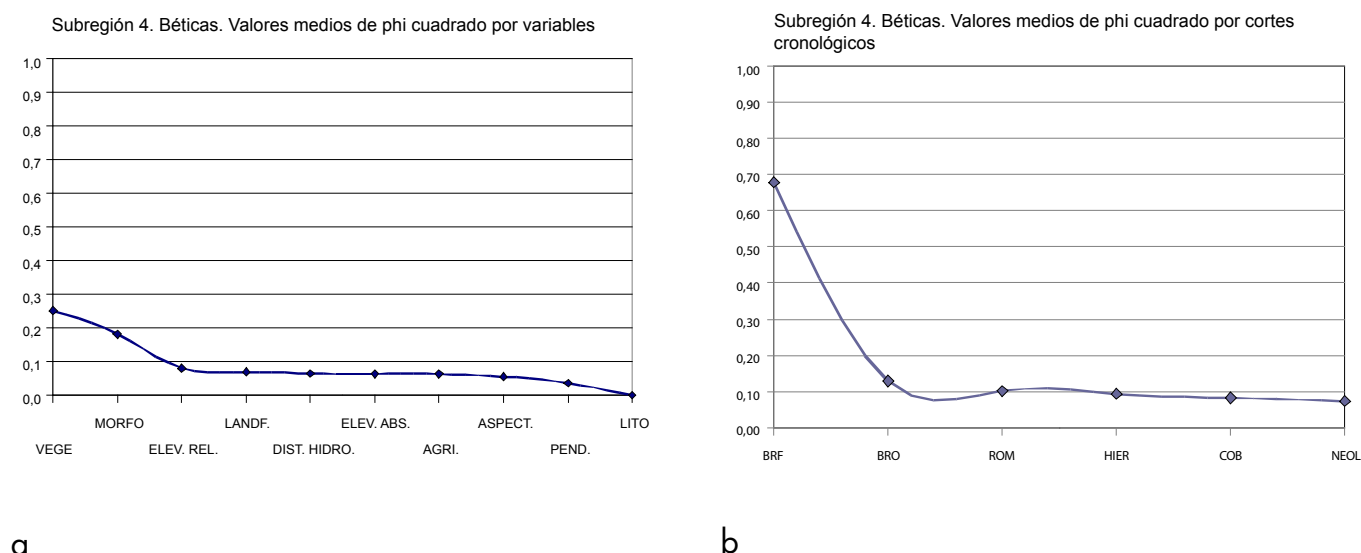 Subregión 4. Béticas. Valores medios de phi cuadrado por variables
1,0
0,9
0,8
0,7
0,6
0,5
0,4
0,3
0,2
0,1
0,0
MORFO LANDF. ELEV. ABS. ASPECT. LITO
VEGE ELEV. REL. DIST. HIDRO. AGRI. PEND.
a
Subregión 4. Béticas. Valores medios de phi cuadrado por cortes
cronológicos
1,00
0,90
0,80
0,70
0,60
0,50
0,40
0,30
0,20
0,10
0,00
BRF BRO ROM HIER COB NEOL
b